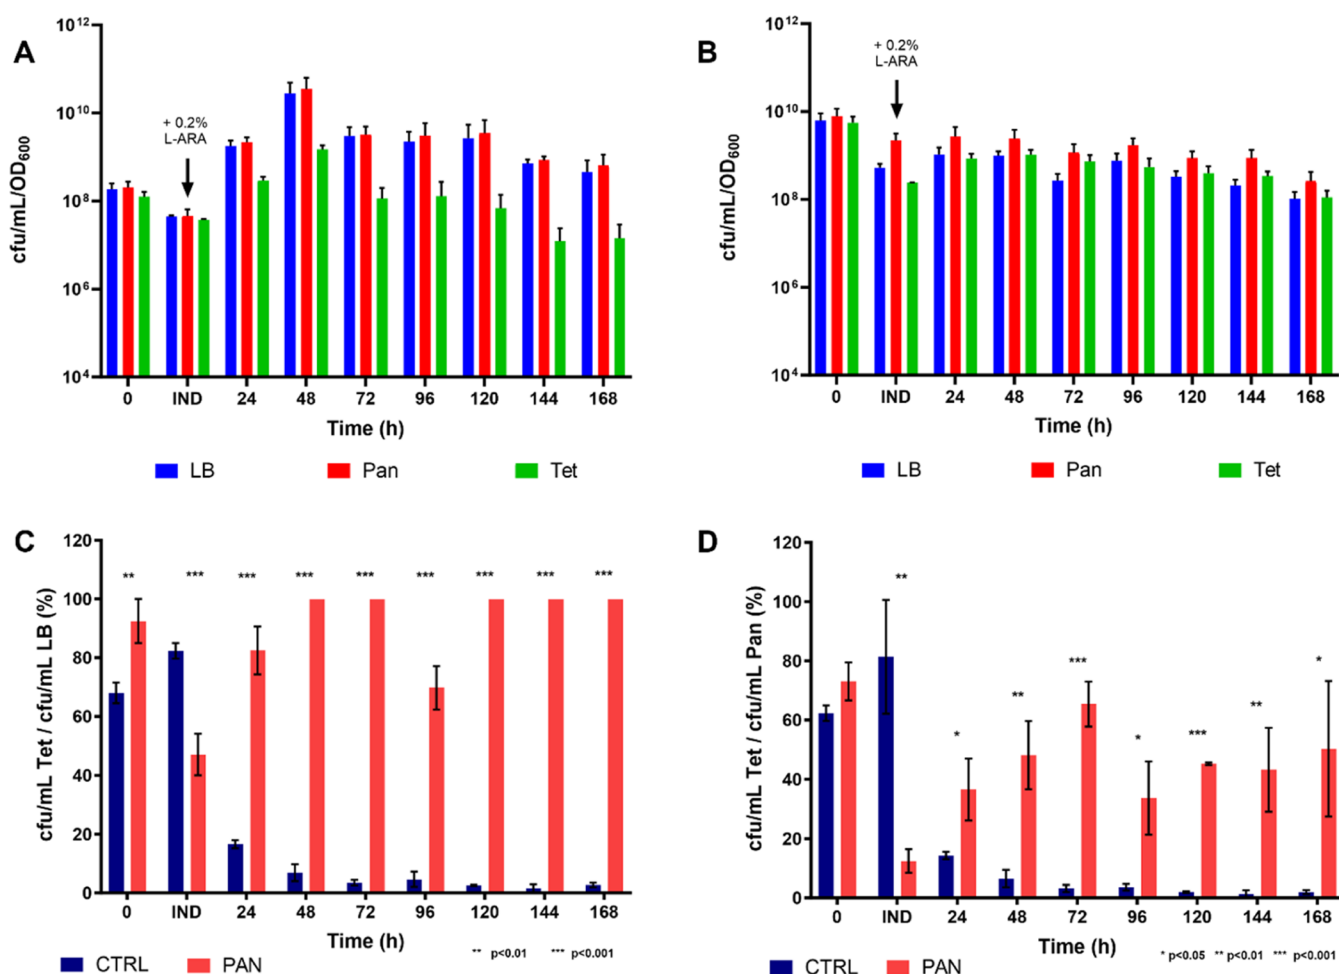 A
cfu/mL/OD600
10^12
10^10
10^8
10^6
10^4
+ 0.2%
L-ARA
0 IND 24 48 72 96 120 144 168
Time (h)
LB Pan Tet
B
cfu/mL/OD600
10^12
10^10
10^8
10^6
10^4
+ 0.2%
L-ARA
0 IND 24 48 72 96 120 144 168
Time (h)
LB Pan Tet
C
cfu/mL Tet / cfu/mL LB (%)
120
100
80
60
40
20
0
** *** *** *** *** *** *** *** ***
0 IND 24 48 72 96 120 144 168
Time (h)
** p<0.01 *** p<0.001
CTRL PAN
D
cfu/mL Tet / cfu/mL Pan (%)
120
100
80
60
40
20
0
** * ** *** * *** ** *
0 IND 24 48 72 96 120 144 168
Time (h)
* p<0.05 ** p<0.01 *** p<0.001
CTRL PAN